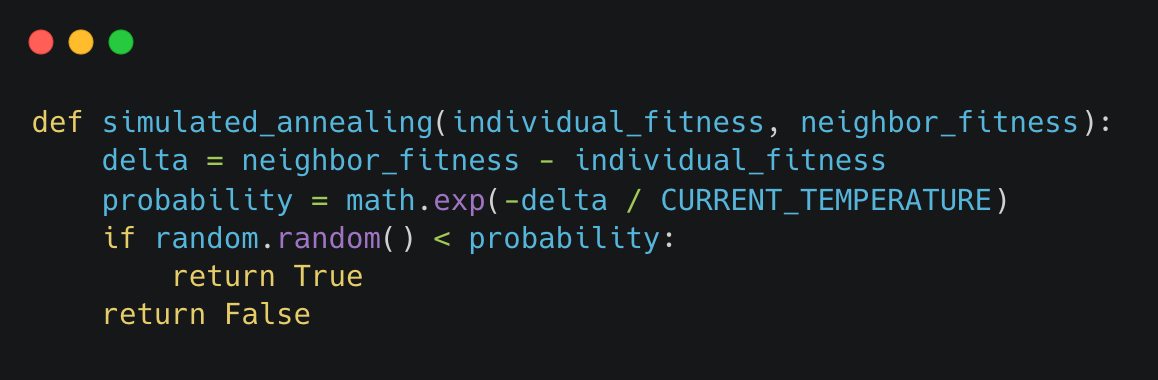 def simulated_annealing(individual_fitness, neighbor_fitness):
    delta = neighbor_fitness - individual_fitness
    probability = math.exp(-delta / CURRENT_TEMPERATURE)
    if random.random() < probability:
        return True
    return False